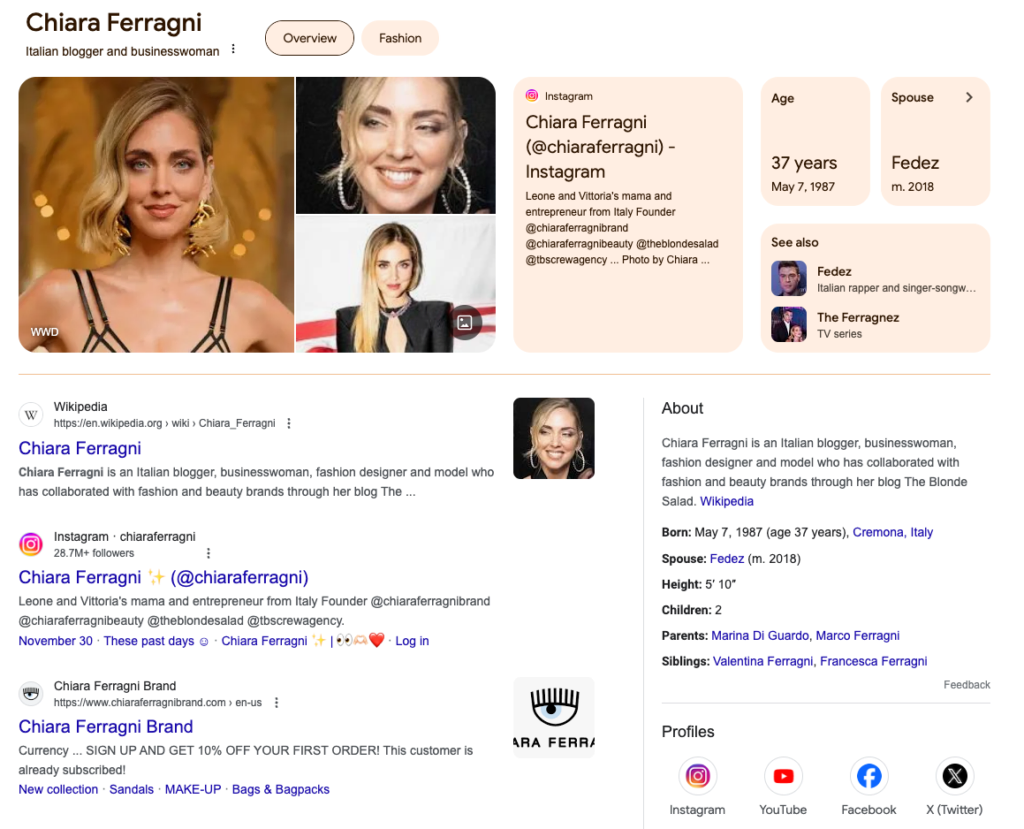 Chiara Ferragni
Italian blogger and businesswoman
Overview
Fashion
WWD
Instagram
Chiara Ferragni
(@chiaraferragni) -
Instagram
Leone and Vittoria's mama and
entrepreneur from Italy Founder
@chiaraferragnibrand
@chiaraferragnibeauty @theblondesalad
@tbscrewagency ... Photo by Chiara ...
Age
37 years
May 7, 1987
Spouse
Fedez
m. 2018
See also
Fedez
Italian rapper and singer-songw...
The Ferragnez
TV series
W
Wikipedia
https://en.wikipedia.org › wiki › Chiara_Ferragni
Chiara Ferragni
Chiara Ferragni is an Italian blogger, businesswoman, fashion designer and model who
has collaborated with fashion and beauty brands through her blog The ...
Instagram · chiaraferragni
28.7M+ followers
Chiara Ferragni ✨ (@chiaraferragni)
Leone and Vittoria's mama and entrepreneur from Italy Founder @chiaraferragnibrand
@chiaraferragnibeauty @theblondesalad @tbscrewagency.
November 30 · These past days ☺ · Chiara Ferragni ✨ | 👀🫶🏻❤️ · Log in
Chiara Ferragni Brand
https://www.chiaraferragnibrand.com › en-us
Chiara Ferragni Brand
Currency ... SIGN UP AND GET 10% OFF YOUR FIRST ORDER! This customer is
already subscribed!
New collection · Sandals · MAKE-UP · Bags & Bagpacks
ARA FERRA
About
Chiara Ferragni is an Italian blogger, businesswoman,
fashion designer and model who has collaborated with
fashion and beauty brands through her blog The Blonde
Salad. Wikipedia
Born: May 7, 1987 (age 37 years), Cremona, Italy
Spouse: Fedez (m. 2018)
Height: 5′ 10″
Children: 2
Parents: Marina Di Guardo, Marco Ferragni
Siblings: Valentina Ferragni, Francesca Ferragni
Feedback
Profiles
Instagram
YouTube
Facebook
X (Twitter)